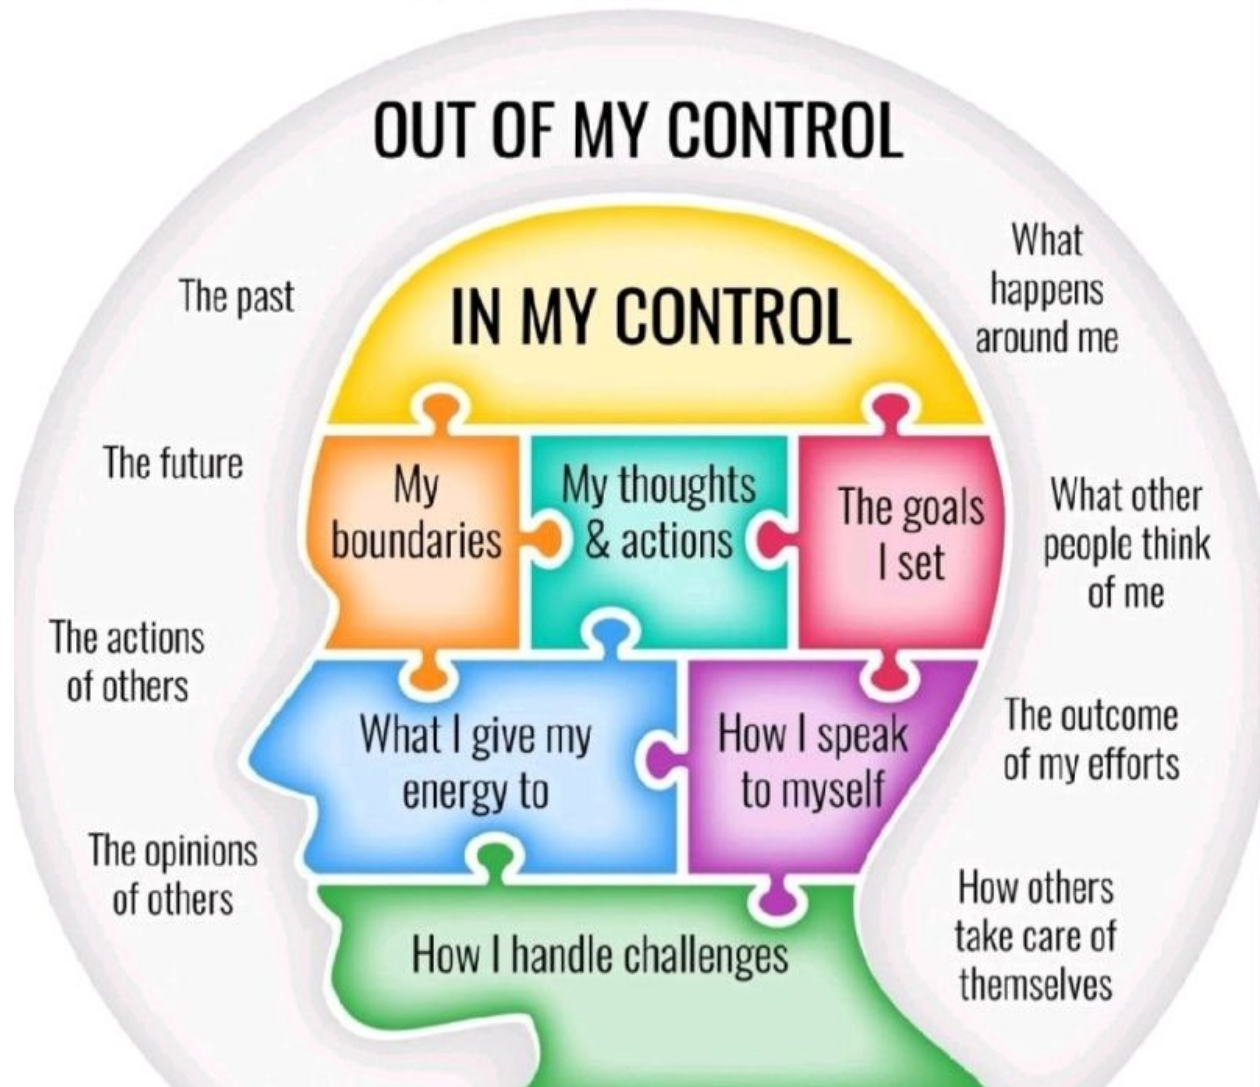 OUT OF MY CONTROL
The past
The future
The actions
of others
The opinions
of others
IN MY CONTROL
My
boundaries
My thoughts
& actions
The goals
I set
What I give my
energy to
How I speak
to myself
How I handle challenges
What
happens
around me
What other
people think
of me
The outcome
of my efforts
How others
take care of
themselves